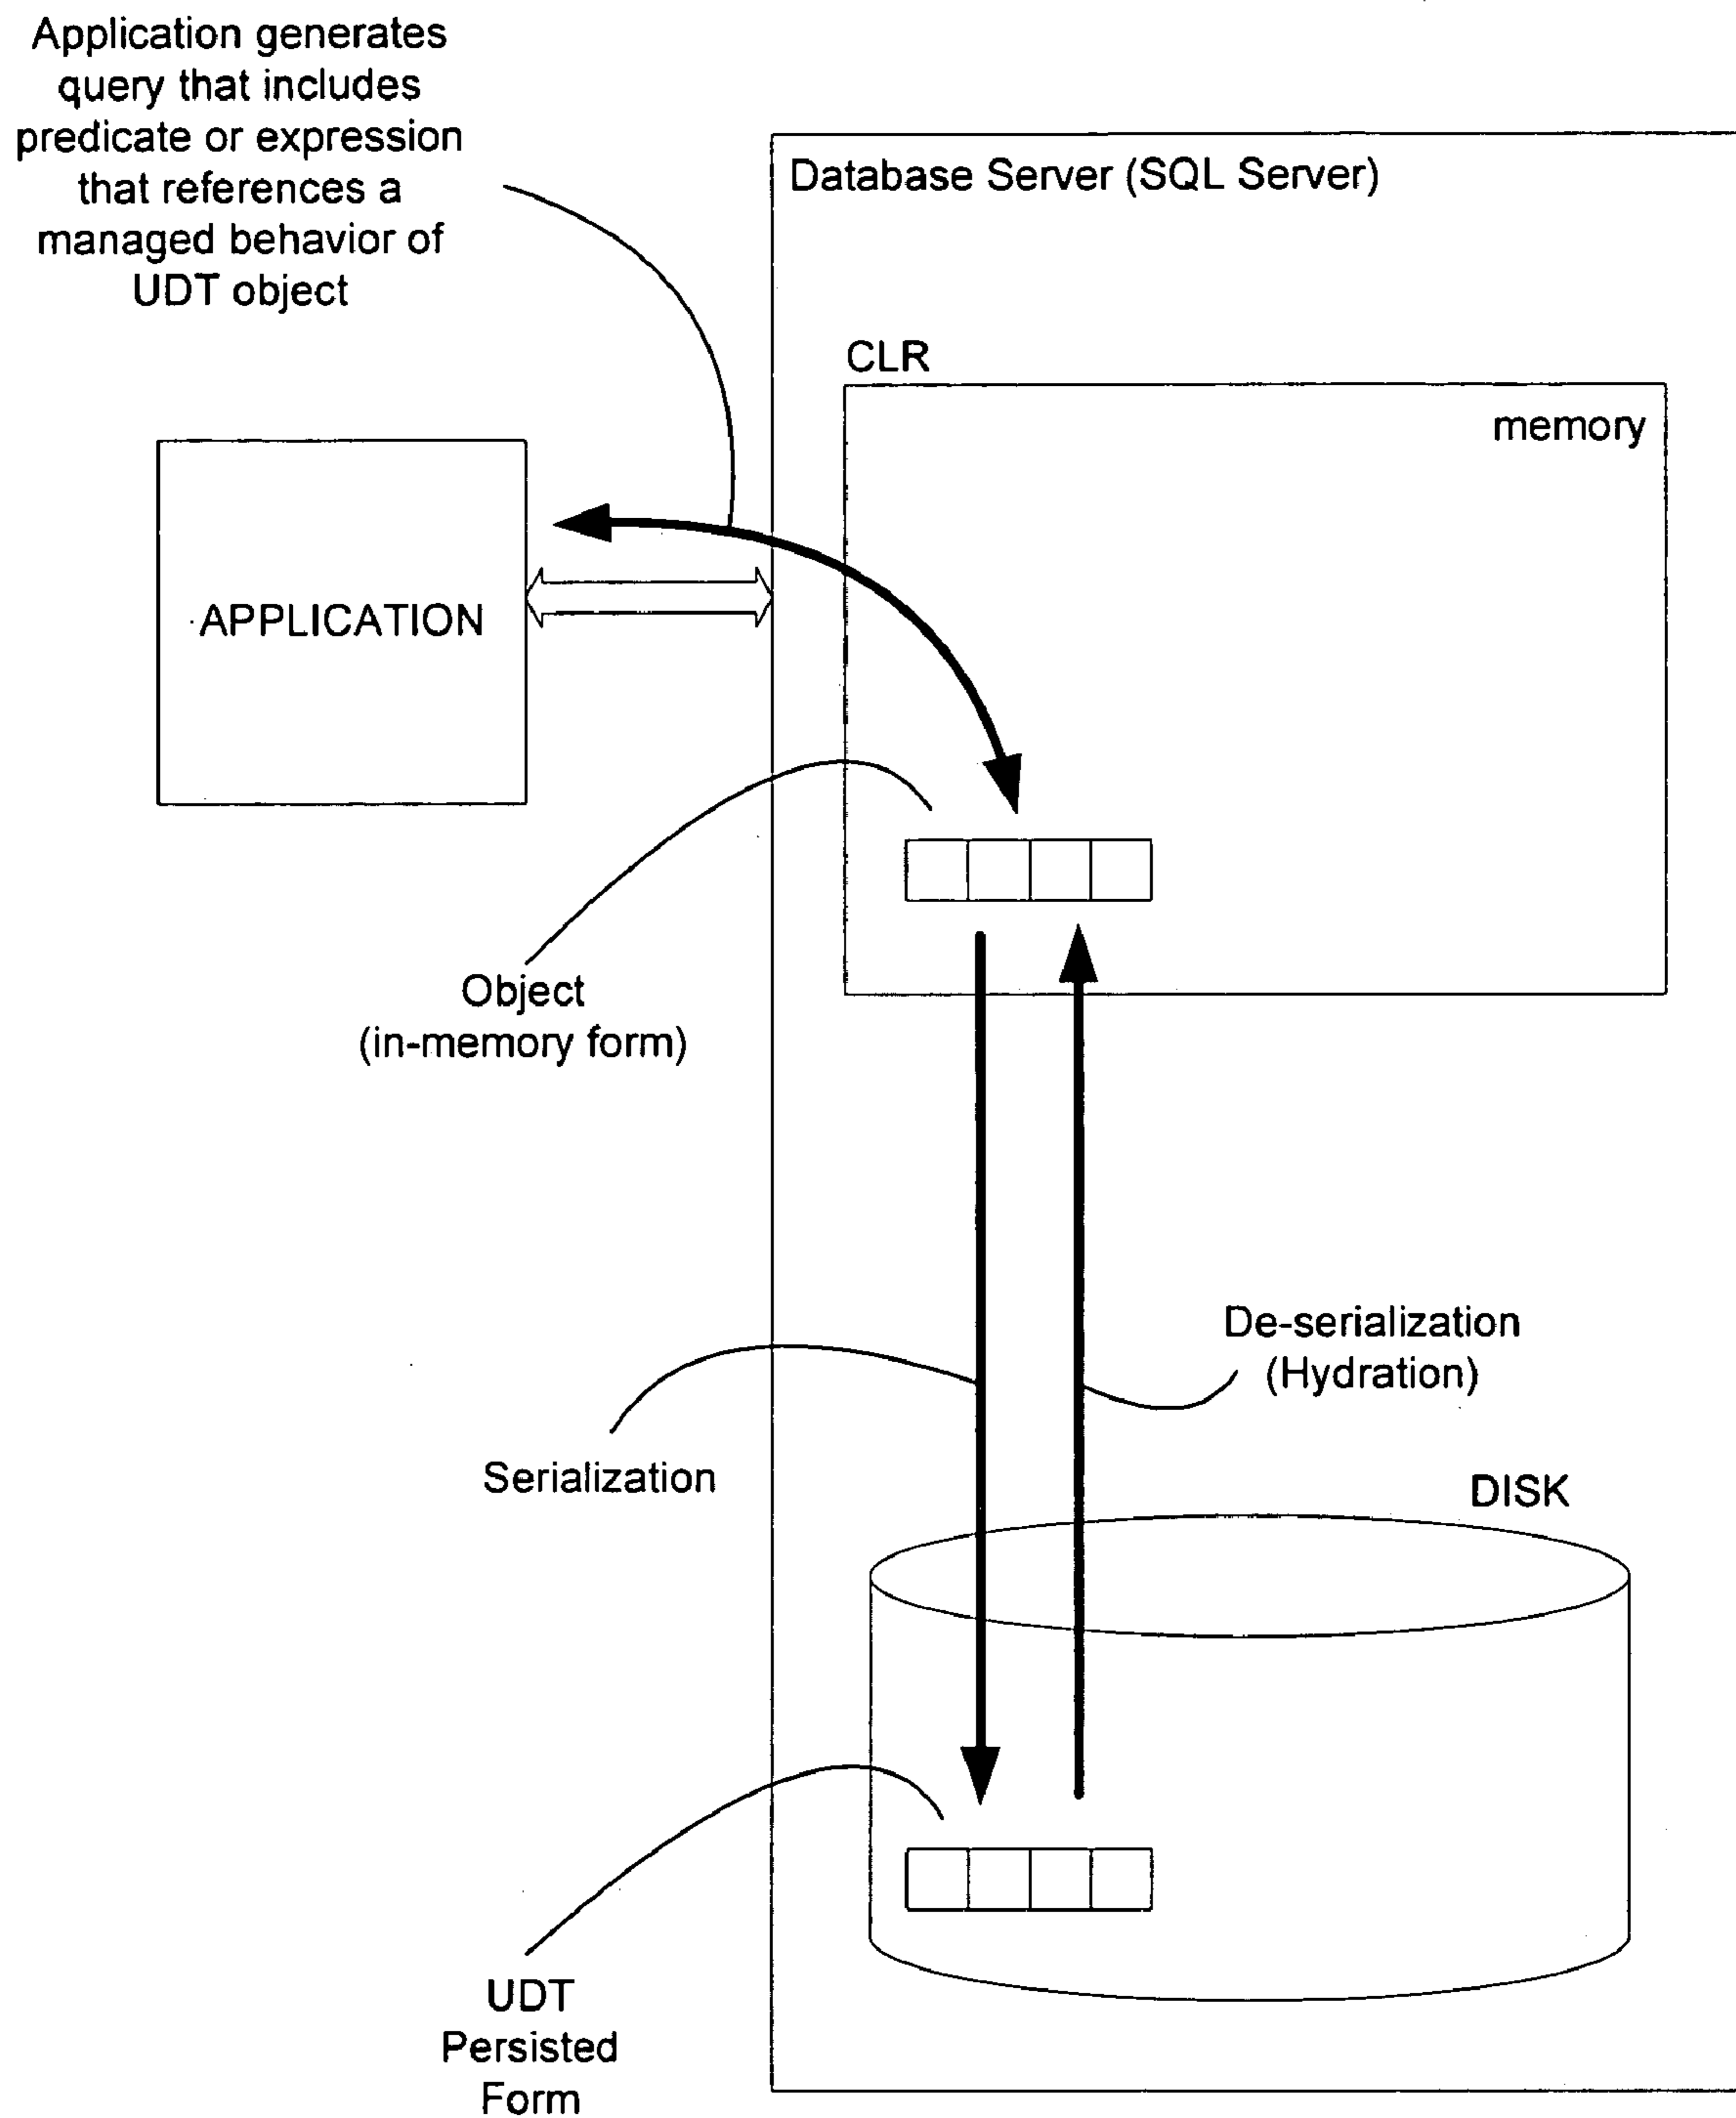 Application generates
query that includes
predicate or expression
that references a
managed behavior of
UDT object
Database Server (SQL Server)
CLR
memory
APPLICATION
Object
(in-memory form)
De-serialization
(Hydration)
Serialization
DISK
UDT
Persisted
Form